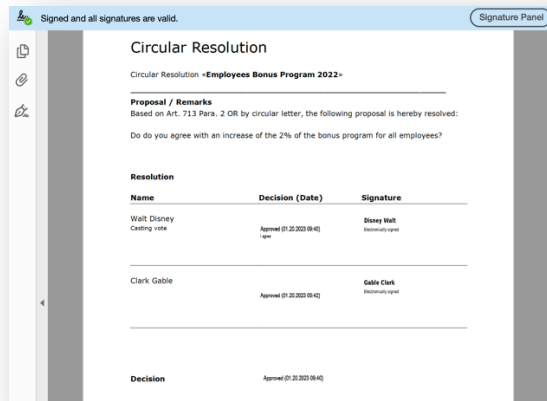 Signed and all signatures are valid.
Signature Panel
Circular Resolution
Circular Resolution «Employees Bonus Program 2022»
Proposal / Remarks
Based on Art. 713 Para. 2 OR by circular letter, the following proposal is hereby resolved:
Do do you agree with an increase of the 2% of the bonus program for all employees?
Resolution
Name Decision (Date) Signature
Walt Disney Disney Walt
Casting vote Approved (01.20.2023 09:40) Electronically signed
I agree
Clark Gable Gable Clark
Approved (01.20.2023 09:42) Electronically signed
Decision Approved (01.20.2023 09:40)